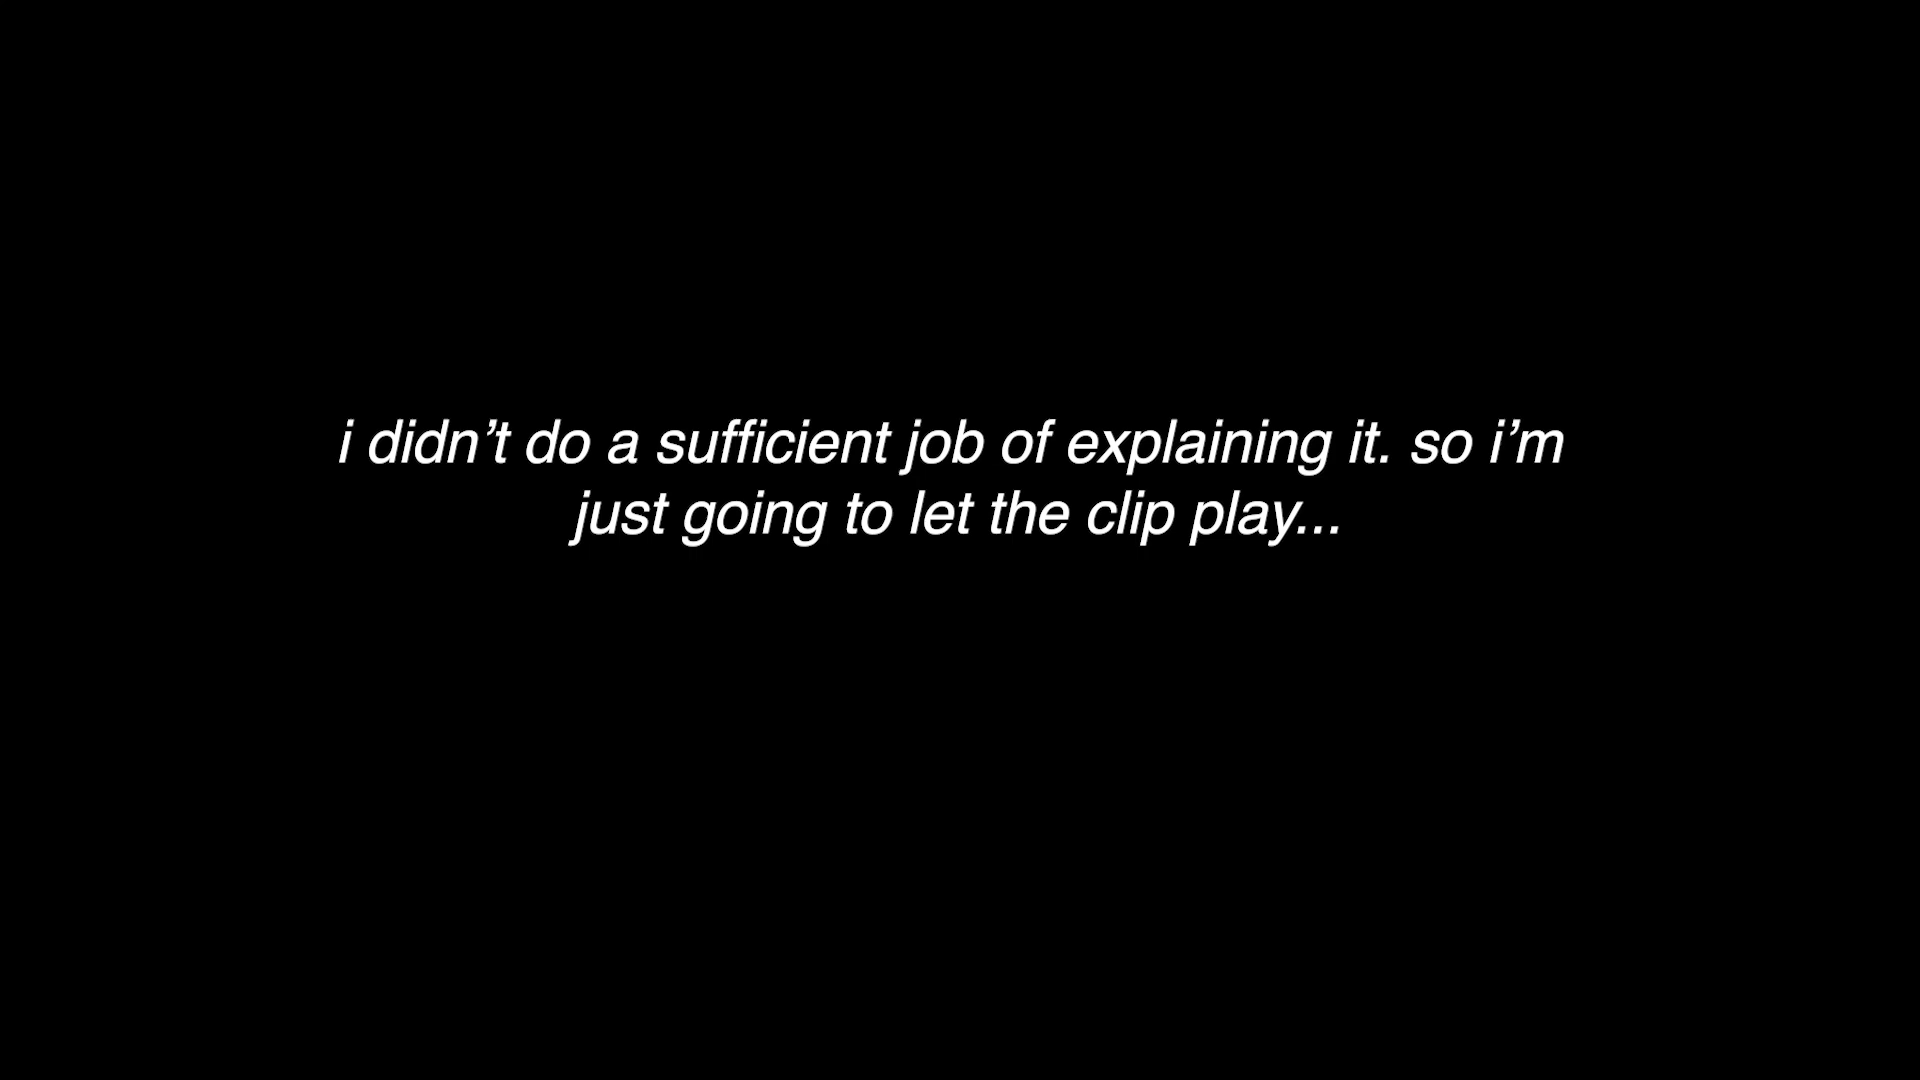 i didn’t do a sufficient job of explaining it. so i’m
just going to let the clip play...